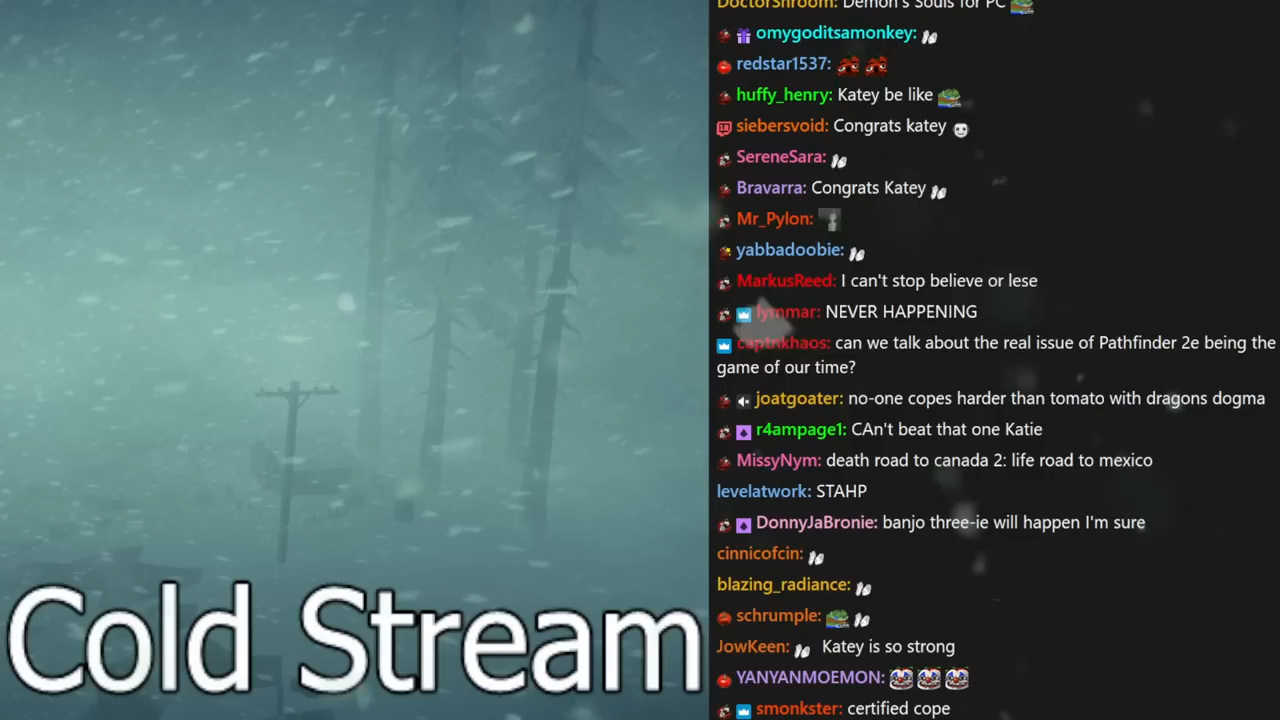 DoctorShroom: Demon's Souls for PC
omygoditsamonkey:
redstar1537:
huffy_henry: Katey be like
siebersvoid: Congrats katey
SereneSara:
Bravarra: Congrats Katey
Mr_Pylon:
yabbadoobie:
MarkusReed: I can't stop believe or lese
lymmar: NEVER HAPPENING
captnkhaos: can we talk about the real issue of Pathfinder 2e being the
game of our time?
joatgoater: no-one copes harder than tomato with dragons dogma
r4ampage1: CAn't beat that one Katie
MissyNym: death road to canada 2: life road to mexico
levelatwork: STAHP
DonnyJaBronie: banjo three-ie will happen I'm sure
cinnicofcin:
blazing_radiance:
schrumple:
JowKeen: Katey is so strong
YANYANMOEMON:
smonkster: certified cope
Cold Stream